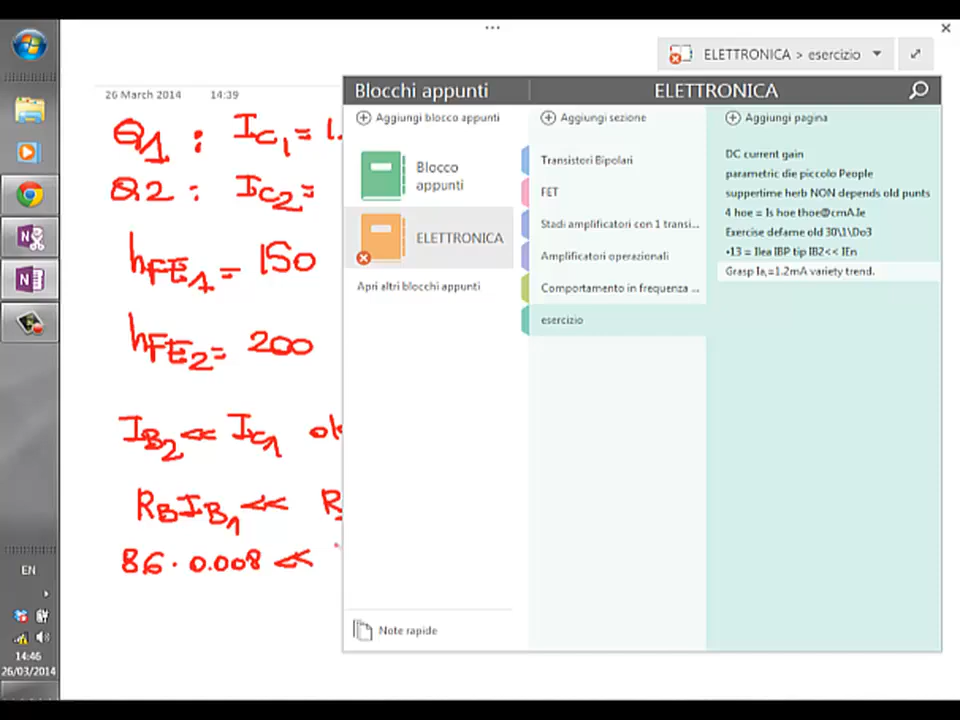 ELETTRONICA > esercizio
26 March 2014 14:39
Q1 : IC1 = 1.
Q2 : IC2 =
hFE1 = 150
hFE2 = 200
IB2 << IC1 ok
RB IB1 << R
86 · 0.008 <<
Blocchi appunti
Aggiungi blocco appunti
Blocco appunti
ELETTRONICA
Apri altri blocchi appunti
Note rapide
ELETTRONICA
Aggiungi sezione
Transistori Bipolari
FET
Stadi amplificatori con 1 transi...
Amplificatori operazionali
Comportamento in frequenza ...
esercizio
Aggiungi pagina
DC current gain
parametric die piccolo People
suppertime herb NON depends old punts
4 hoe = Is hoe thoe@cmA.Ie
Exercise defame old 30\1\Do3
•13 = Ilea IBP tip IB2<< IEn
Grasp Ia,=1.2mA variety trend.
EN
14:46
26/03/2014